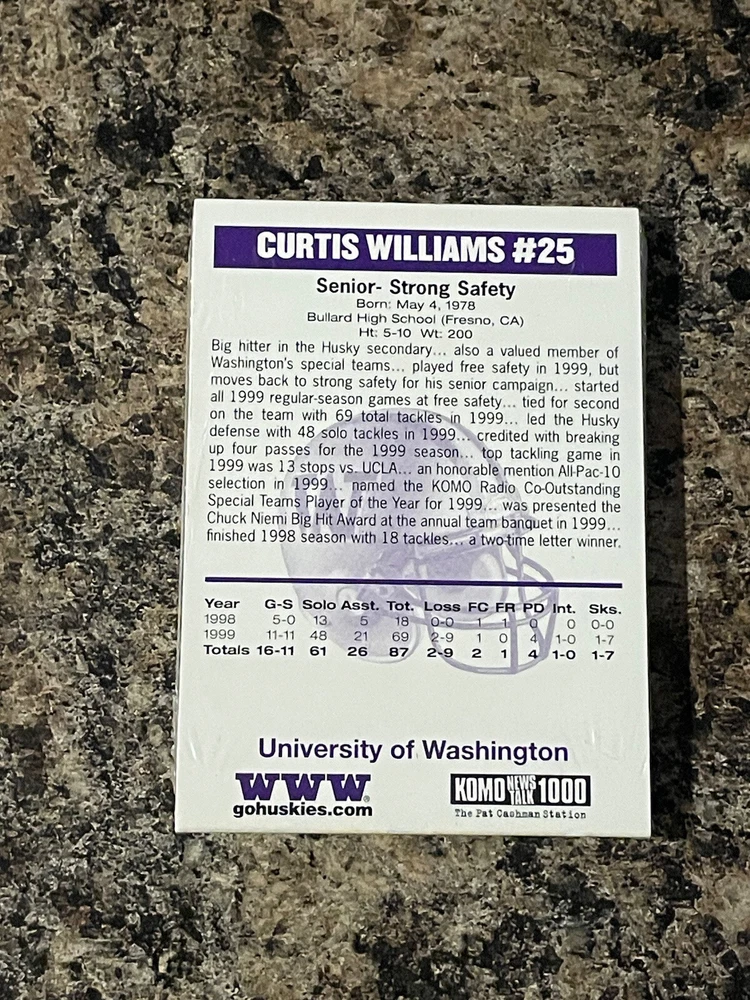 CURTIS WILLIAMS #25
Senior- Strong Safety
Born: May 4, 1978
Bullard High School (Fresno, CA)
Ht: 5-10 Wt: 200
Big hitter in the Husky secondary... also a valued member of
Washington's special teams... played free safety in 1999, but
moves back to strong safety for his senior campaign... started
all 1999 regular-season games at free safety... tied for second
on the team with 69 total tackles in 1999... led the Husky
defense with 48 solo tackles in 1999... credited with breaking
up four passes for the 1999 season... top tackling game in
1999 was 13 stops vs. UCLA... an honorable mention All-Pac-10
selection in 1999... named the KOMO Radio Co-Outstanding
Special Teams Player of the Year for 1999... was presented the
Chuck Niemi Big Hit Award at the annual team banquet in 1999...
finished 1998 season with 18 tackles... a two-time letter winner.
Year G-S Solo Asst. Tot. Loss FC FR PD Int. Sks.
1998 5-0 13 5 18 0-0 1 1 0 0 0-0
1999 11-11 48 21 69 2-9 1 0 4 1-0 1-7
Totals 16-11 61 26 87 2-9 2 1 4 1-0 1-7
University of Washington
WWW
gohuskies.com
KOMO NEWS TALK 1000
The Pat Cashman Station